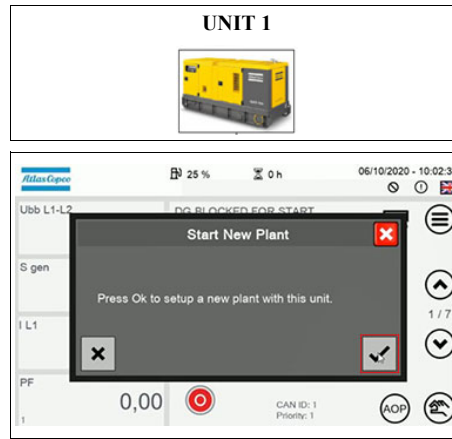 UNIT 1
Atlas Copco
25 %
0 h
06/10/2020 - 10:02:3
Ubb L1-L2
DG BLOCKED FOR START
Start New Plant
S gen
Press Ok to setup a new plant with this unit.
1 / 7
I L1
PF
0,00
CAN ID: 1
Priority: 1
AOP
1